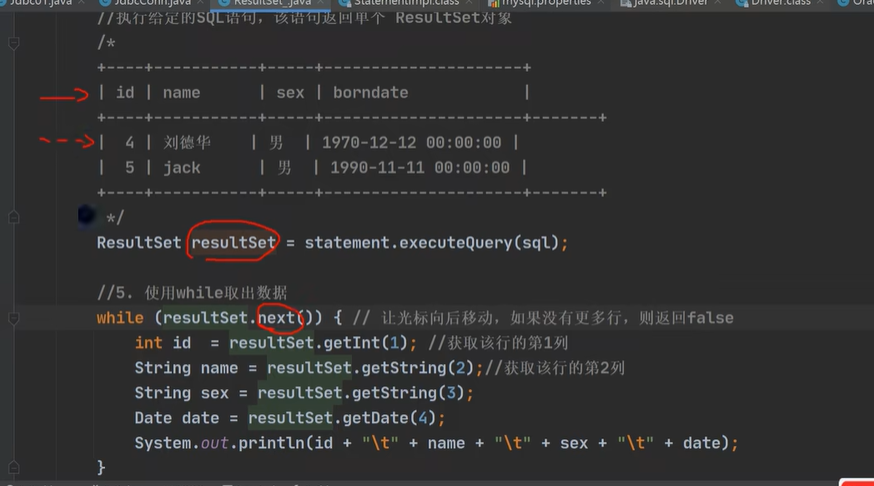 Jdbc01.java JdbcConn.java ResultSet_.java StatementImpl.class mysql.properties java.sql.Driver Driver.class
//执行给定的SQL语句，该语句返回单个 ResultSet对象
/*
+----+-----------+-----+---------------------+
| id | name      | sex | borndate            |
+----+-----------+-----+---------------------+-------+
|  4 | 刘德华    | 男  | 1970-12-12 00:00:00 |
|  5 | jack      | 男  | 1990-11-11 00:00:00 |
+----+-----------+-----+---------------------+-------+
*/
ResultSet resultSet = statement.executeQuery(sql);
//5. 使用while取出数据
while (resultSet.next()) { // 让光标向后移动，如果没有更多行，则返回false
int id  = resultSet.getInt(1); //获取该行的第1列
String name = resultSet.getString(2);//获取该行的第2列
String sex = resultSet.getString(3);
Date date = resultSet.getDate(4);
System.out.println(id + "\t" + name + "\t" + sex + "\t" + date);
}